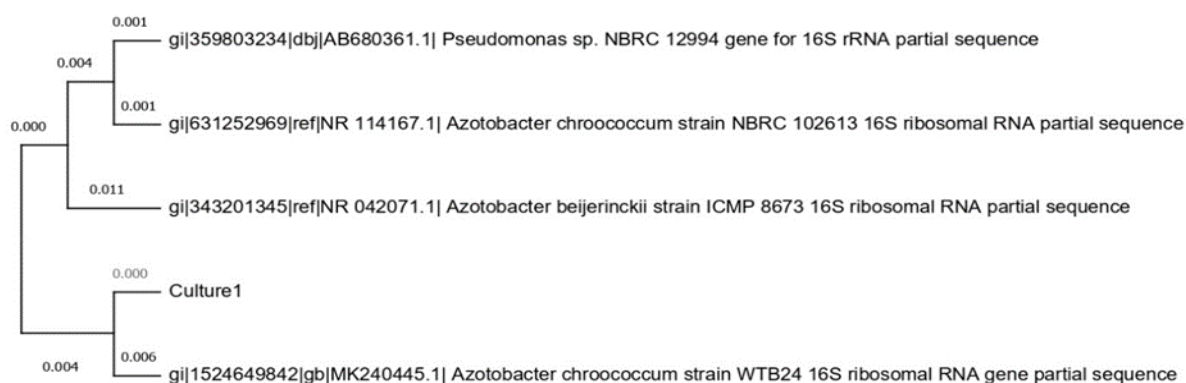 0.001
gi|359803234|dbj|AB680361.1| Pseudomonas sp. NBRC 12994 gene for 16S rRNA partial sequence
0.004
0.001
gi|631252969|ref|NR 114167.1| Azotobacter chroococcum strain NBRC 102613 16S ribosomal RNA partial sequence
0.000
0.011
gi|343201345|ref|NR 042071.1| Azotobacter beijerinckii strain ICMP 8673 16S ribosomal RNA partial sequence
0.000
Culture1
0.004
0.006
gi|1524649842|gb|MK240445.1| Azotobacter chroococcum strain WTB24 16S ribosomal RNA gene partial sequence